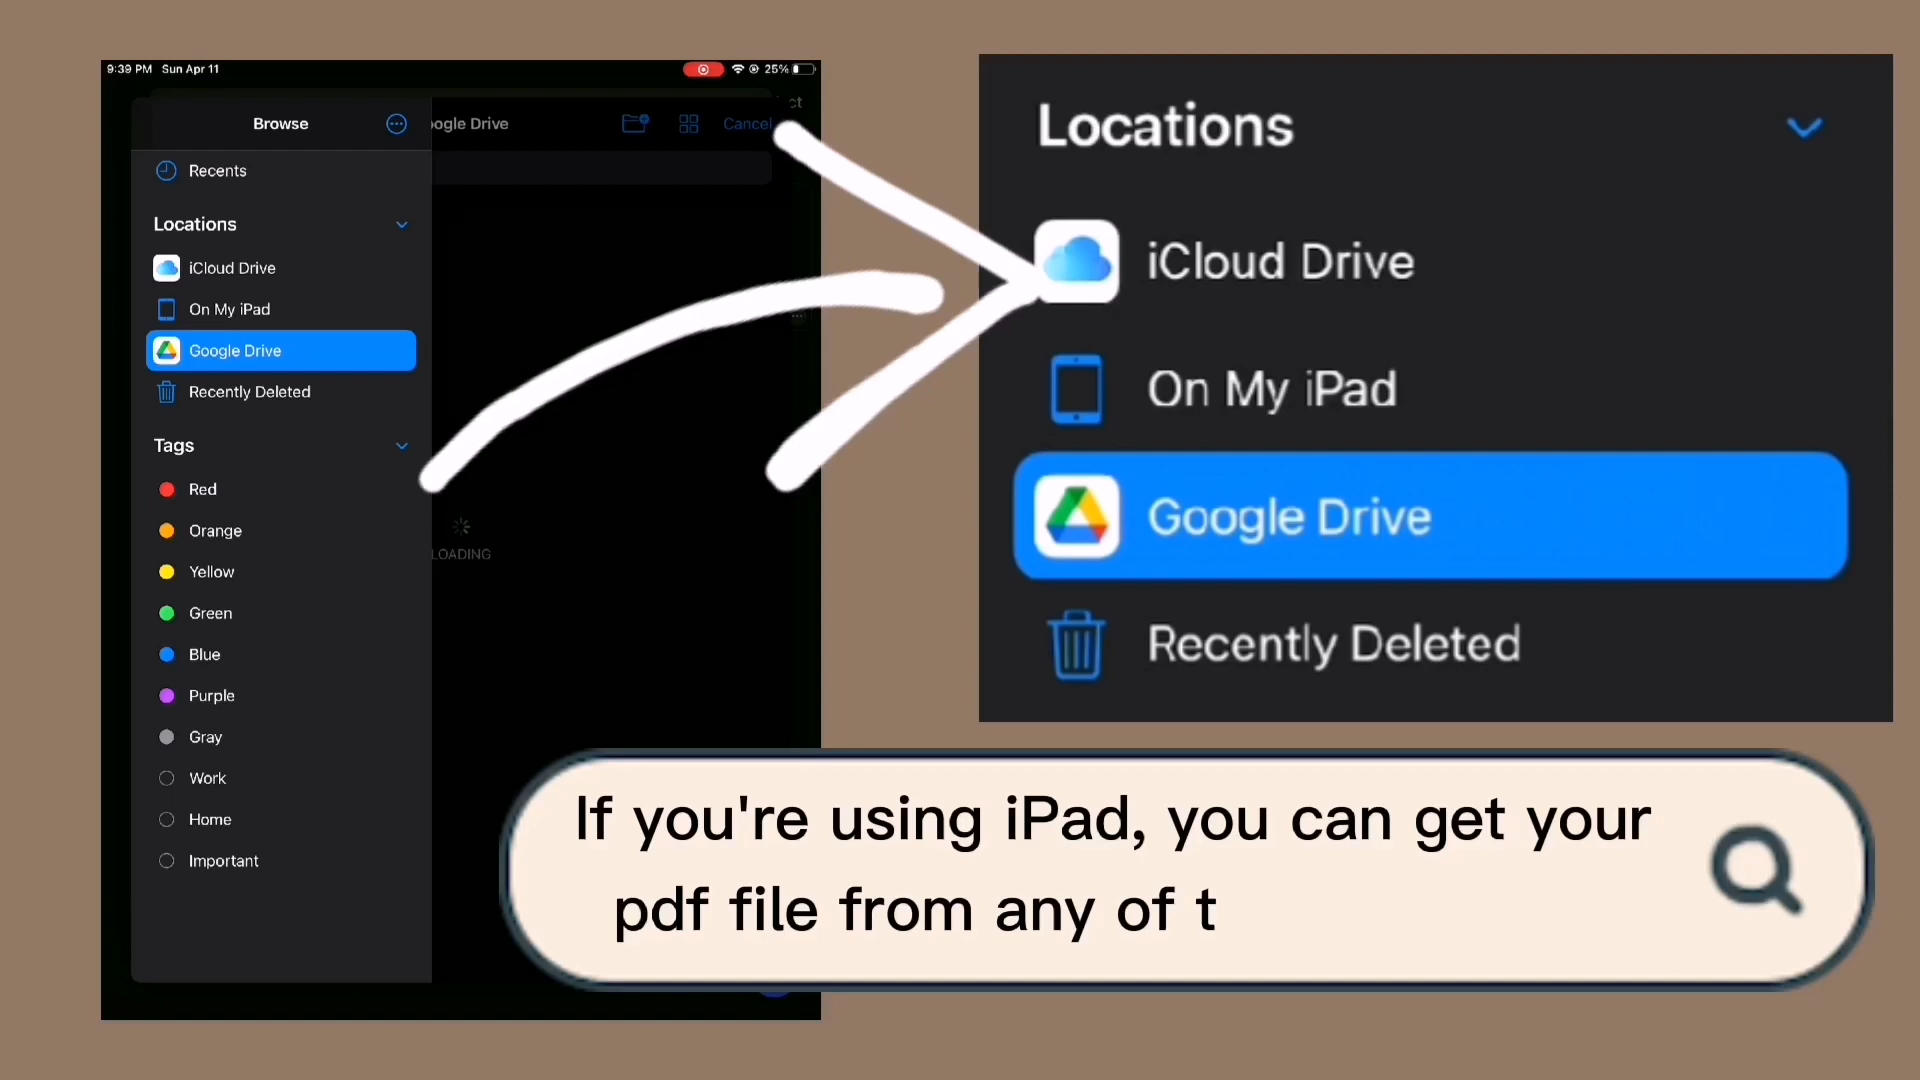 9:39 PM Sun Apr 11
25%
ct
Browse
ogle Drive
Cancel
Recents
Locations
iCloud Drive
On My iPad
Google Drive
Recently Deleted
Tags
Red
Orange
Yellow
Green
Blue
Purple
Gray
Work
Home
Important
LOADING
Locations
iCloud Drive
On My iPad
Google Drive
Recently Deleted
If you're using iPad, you can get your
pdf file from any of t